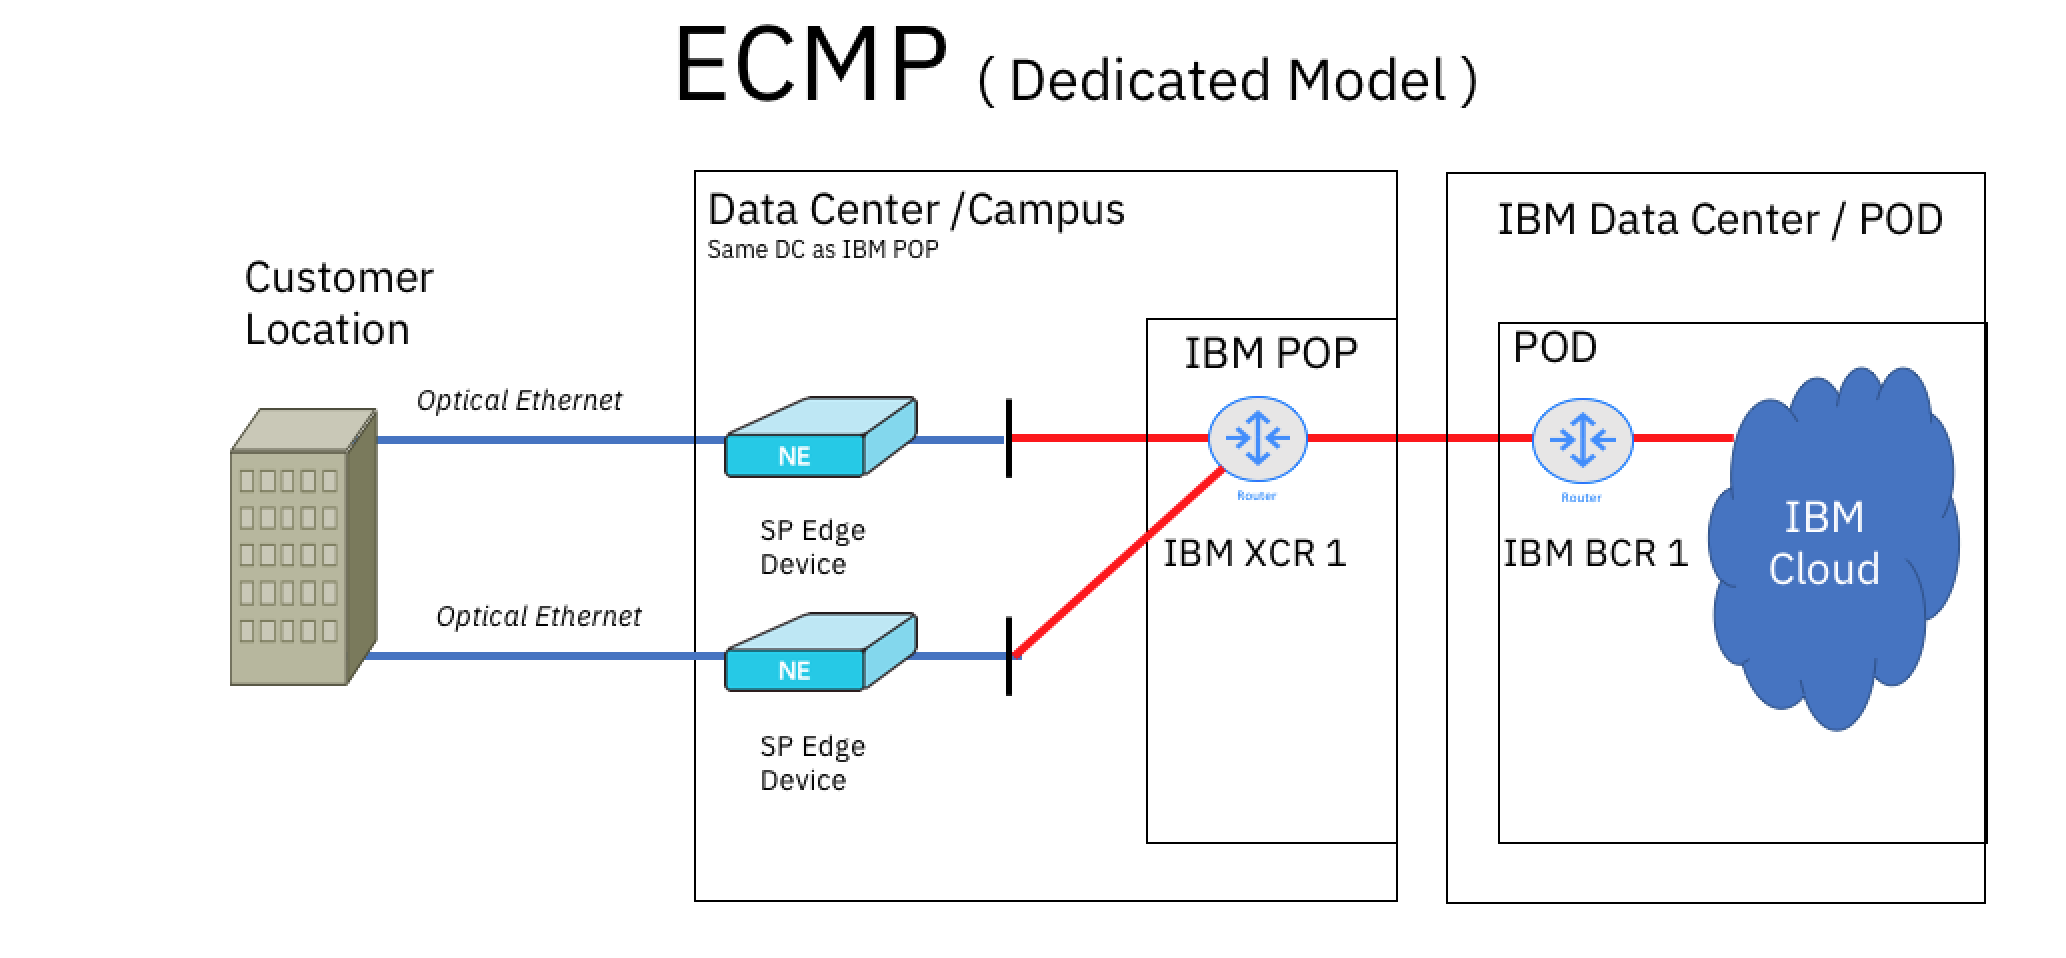 ECMP ( Dedicated Model )
Data Center /Campus
Same DC as IBM POP
IBM Data Center / POD
Customer
Location
IBM POP
POD
Optical Ethernet
NE
Router
Router
SP Edge
Device
IBM XCR 1
IBM BCR 1
IBM
Cloud
Optical Ethernet
NE
SP Edge
Device